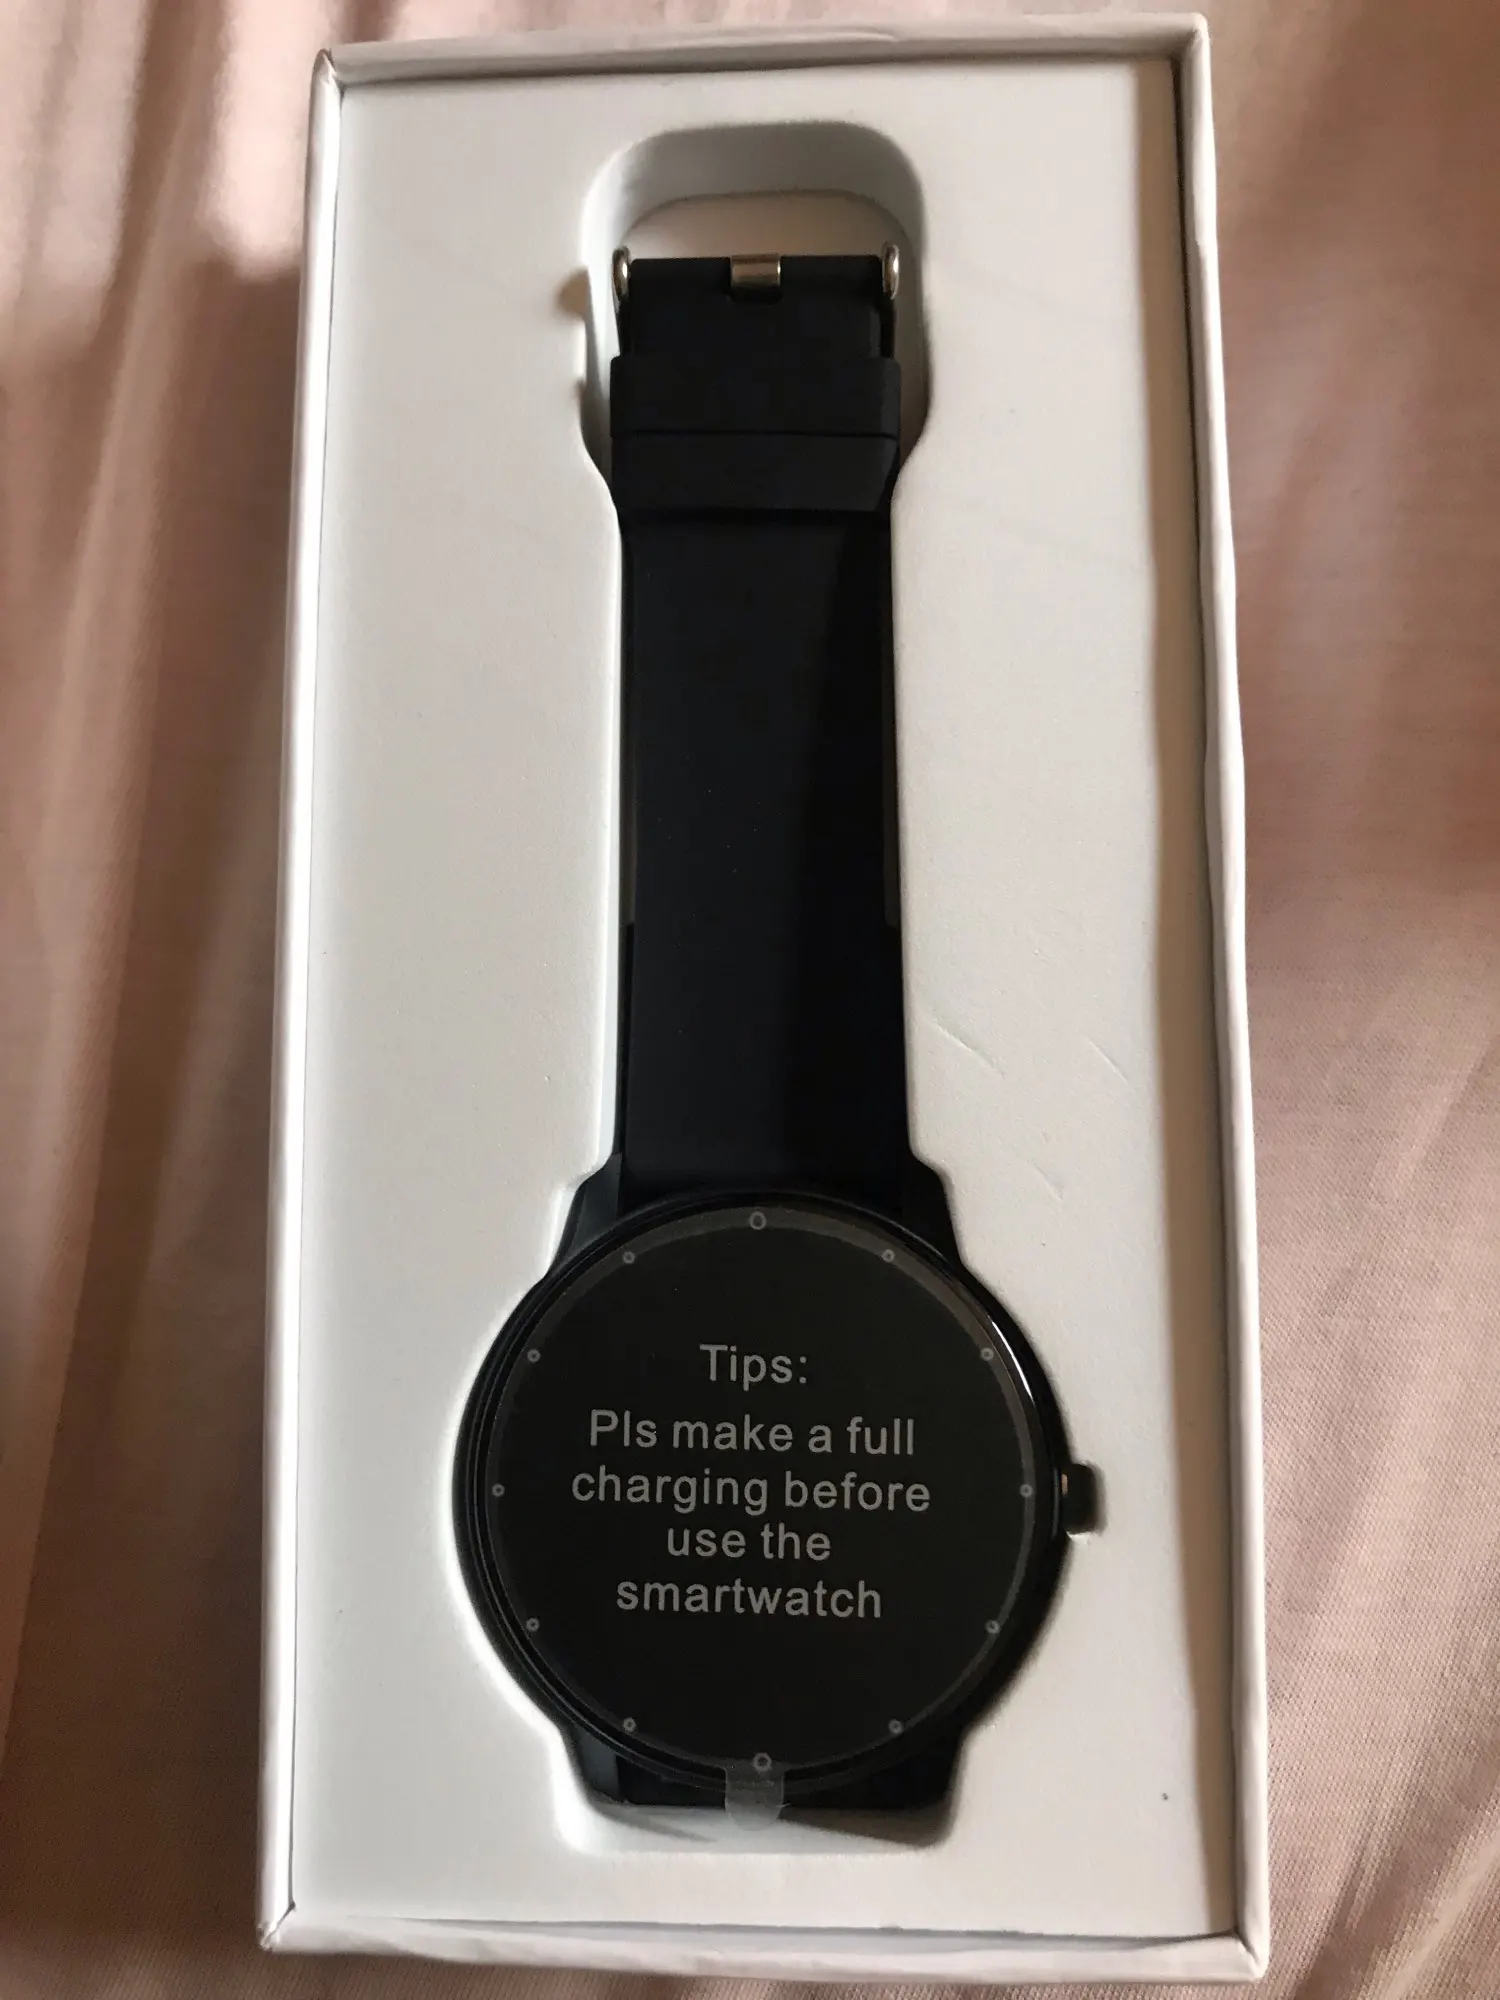 Tips:
Pls make a full
charging before
use the
smartwatch